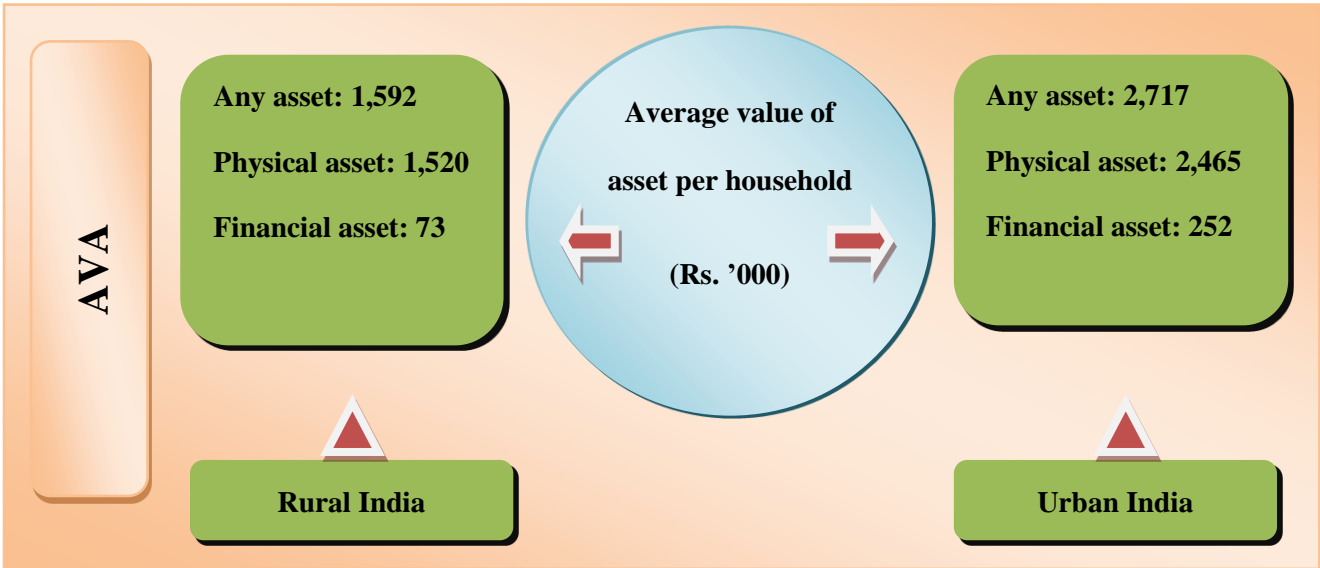 AVA
Any asset: 1,592
Physical asset: 1,520
Financial asset: 73
Average value of
asset per household
(Rs. ’000)
Any asset: 2,717
Physical asset: 2,465
Financial asset: 252
Rural India
Urban India